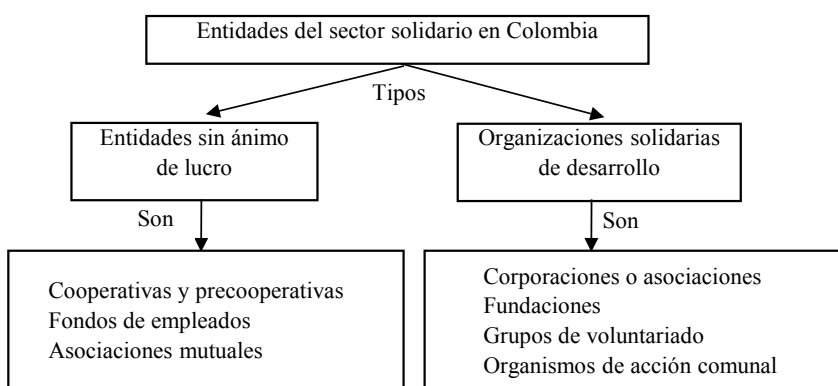 Entidades del sector solidario en Colombia
Tipos
Entidades sin ánimo
de lucro
Organizaciones solidarias
de desarrollo
Son
Son
Cooperativas y precooperativas
Fondos de empleados
Asociaciones mutuales
Corporaciones o asociaciones
Fundaciones
Grupos de voluntariado
Organismos de acción comunal